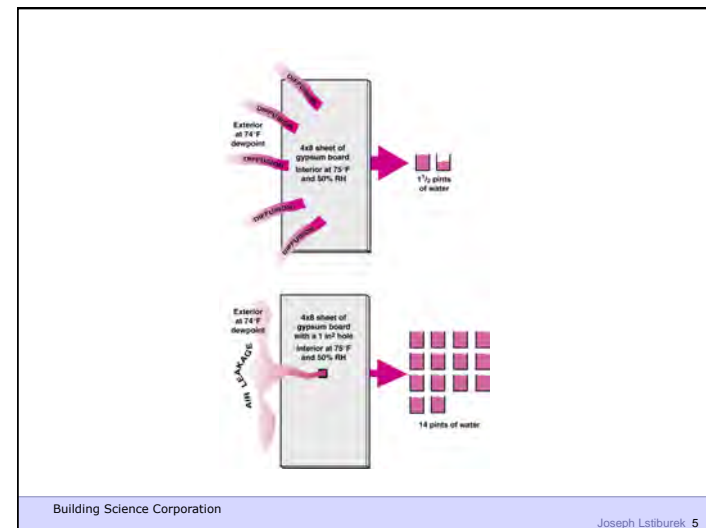 DIFFUSION
DIFFUSION
DIFFUSION
DIFFUSION
DIFFUSION
Exterior
at 74°F
dewpoint
4x8 sheet of
gypsum board
Interior at 75°F
and 50% RH
1 1/2 pints
of water
Exterior
at 74°F
dewpoint
AIR LEAKAGE
4x8 sheet of
gypsum board
with a 1 in² hole
Interior at 75°F
and 50% RH
14 pints of water
Building Science Corporation
Joseph Lstiburek 5